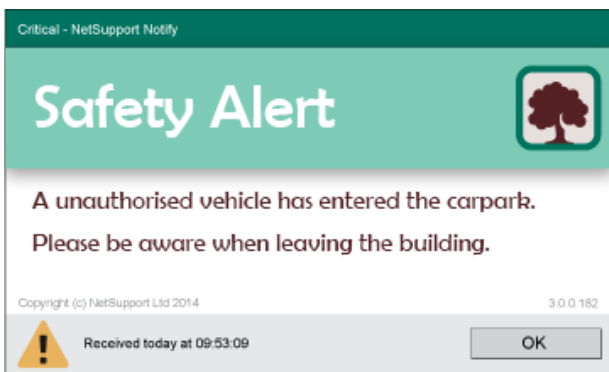 Critical - NetSupport Notify
Safety Alert
A unauthorised vehicle has entered the carpark.
Please be aware when leaving the building.
Copyright (c) NetSupport Ltd 2014 3.0.0.182
Received today at 09:53:09 OK